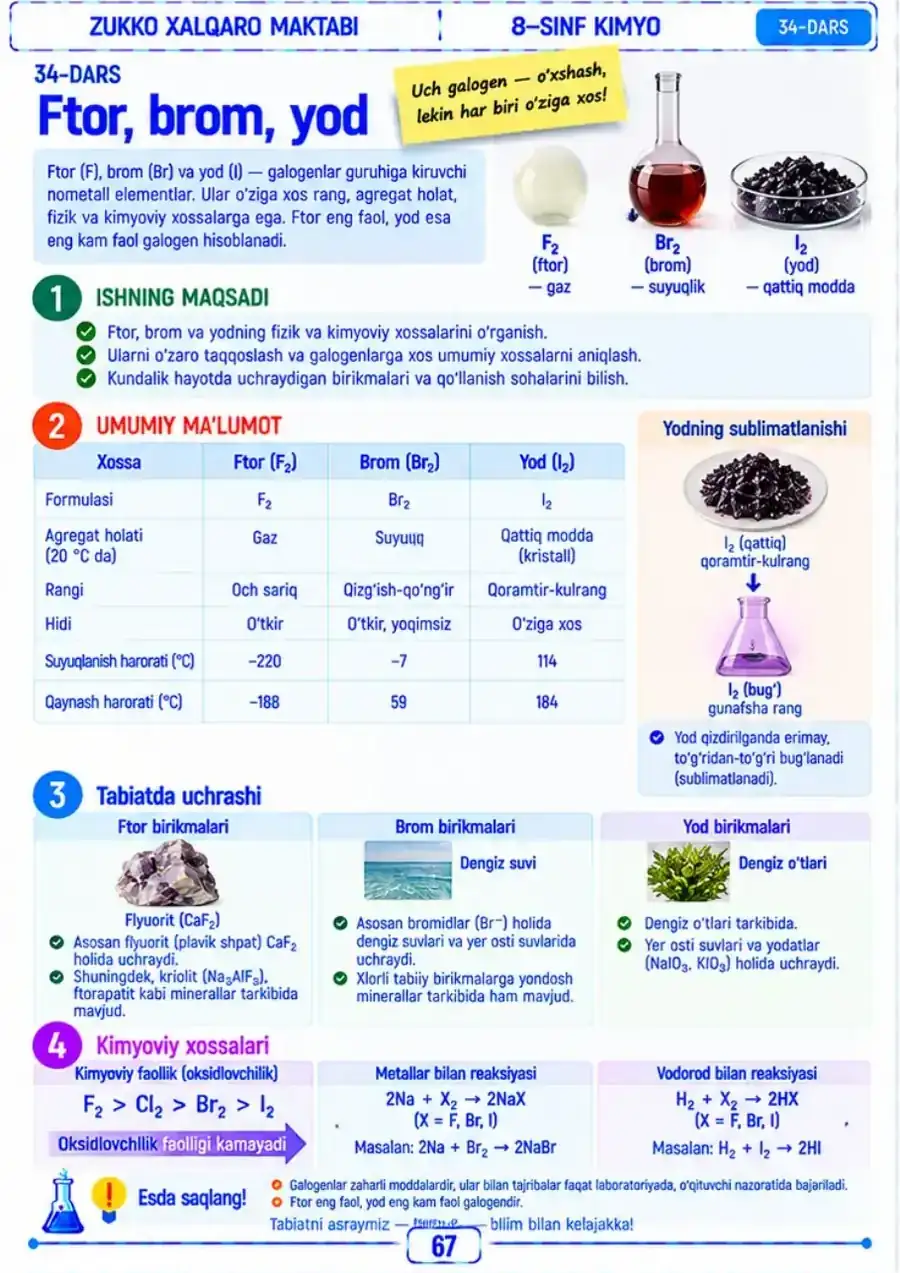 ZUKKO XALQARO MAKTABI
8–SINF KIMYO
34-DARS
34-DARS
Ftor, brom, yod
Uch galogen — o'xshash,
lekin har biri o'ziga xos!
Ftor (F), brom (Br) va yod (I) — galogenlar guruhiga kiruvchi
nometall elementlar. Ular o'ziga xos rang, agregat holat,
fizik va kimyoviy xossalarga ega. Ftor eng faol, yod esa
eng kam faol galogen hisoblanadi.
F₂
(ftor)
— gaz
Br₂
(brom)
— suyuqlik
I₂
(yod)
— qattiq modda
1 ISHNING MAQSADI
Ftor, brom va yodning fizik va kimyoviy xossalarini o'rganish.
Ularni o'zaro taqqoslash va galogenlarga xos umumiy xossalarni aniqlash.
Kundalik hayotda uchraydigan birikmalari va qo'llanish sohalarini bilish.
2 UMUMIY MA'LUMOT
Xossa Ftor (F₂) Brom (Br₂) Yod (I₂)
Formulasi F₂ Br₂ I₂
Agregat holati (20 °C da) Gaz Suyuuq Qattiq modda (kristall)
Rangi Och sariq Qizg'ish-qo'ng'ir Qoramtir-kulrang
Hidi O'tkir O'tkir, yoqimsiz O'ziga xos
Suyuqlanish harorati (°C) –220 –7 114
Qaynash harorati (°C) –188 59 184
Yodning sublimatlanishi
I₂ (qattiq)
qoramtir-kulrang
I₂ (bug')
gunafsha rang
Yod qizdirilganda erimay,
to'g'ridan-to'g'ri bug'lanadi
(sublimatlanadi).
3 Tabiatda uchrashi
Ftor birikmalari
Flyuorit (CaF₂)
Asosan flyuorit (plavik shpat) CaF₂
holida uchraydi.
Shuningdek, kriolit (Na₃AlF₃),
ftorapatit kabi minerallar tarkibida
mavjud.
Brom birikmalari
Dengiz suvi
Asosan bromidlar (Br⁻) holida
dengiz suvlari va yer osti suvlarida
uchraydi.
Xlorli tabiiy birikmalarga yondosh
minerallar tarkibida ham mavjud.
Yod birikmalari
Dengiz o'tlari
Dengiz o'tlari tarkibida.
Yer osti suvlari va yodatlar
(NaIO₃, KIO₃) holida uchraydi.
4 Kimyoviy xossalari
Kimyoviy faollik (oksidlovchilik)
F₂ > Cl₂ > Br₂ > I₂
Oksidlovchllik faolligi kamayadi
Metallar bilan reaksiyasi
2Na + X₂ → 2NaX
(X = F, Br, I)
Masalan: 2Na + Br₂ → 2NaBr
Vodorod bilan reaksiyasi
H₂ + X₂ → 2HX
(X = F, Br, I)
Masalan: H₂ + I₂ → 2HI
Esda saqlang!
Galogenlar zaharli moddalardir, ular bilan tajribalar faqat laboratoriyada, o'qituvchi nazoratida bajariladi.
Ftor eng faol, yod eng kam faol galogendir.
Tabiatni asraymiz — — bllim bilan kelajakka!
67